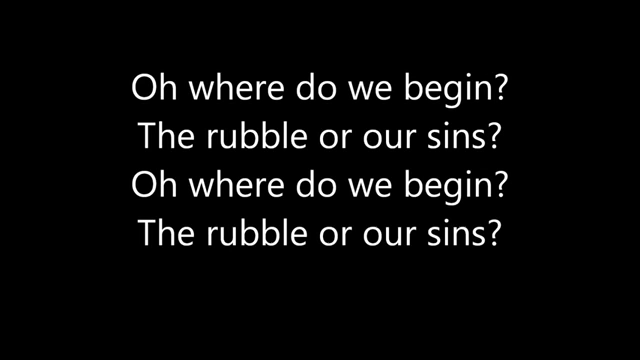 Oh where do we begin?
The rubble or our sins?
Oh where do we begin?
The rubble or our sins?